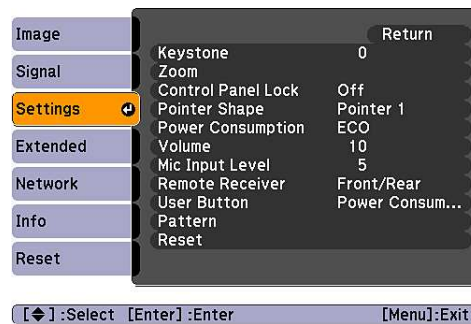 Image
Signal
Settings
Extended
Network
Info
Reset
Return
Keystone 0
Zoom
Control Panel Lock Off
Pointer Shape Pointer 1
Power Consumption ECO
Volume 10
Mic Input Level 5
Remote Receiver Front/Rear
User Button Power Consum...
Pattern
Reset
[◆] :Select [Enter] :Enter [Menu]:Exit